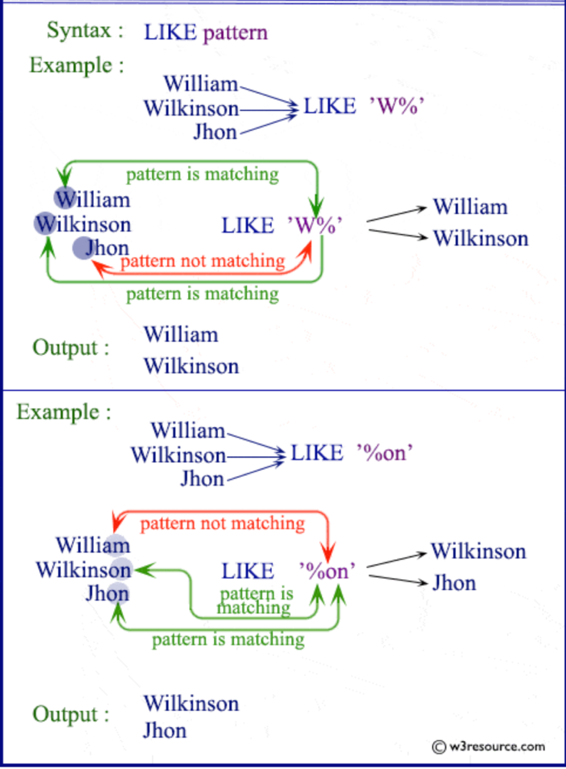 Syntax : LIKE pattern
Example :
William
Wilkinson LIKE 'W%'
Jhon
pattern is matching
William
Wilkinson LIKE 'W%'
Jhon
pattern not matching
pattern is matching
William
Wilkinson
Output :
William
Wilkinson
Example :
William
Wilkinson LIKE '%on'
Jhon
pattern not matching
William
Wilkinson LIKE '%on'
Jhon
pattern is
matching
pattern is matching
Wilkinson
Jhon
Output :
Wilkinson
Jhon
© w3resource.com